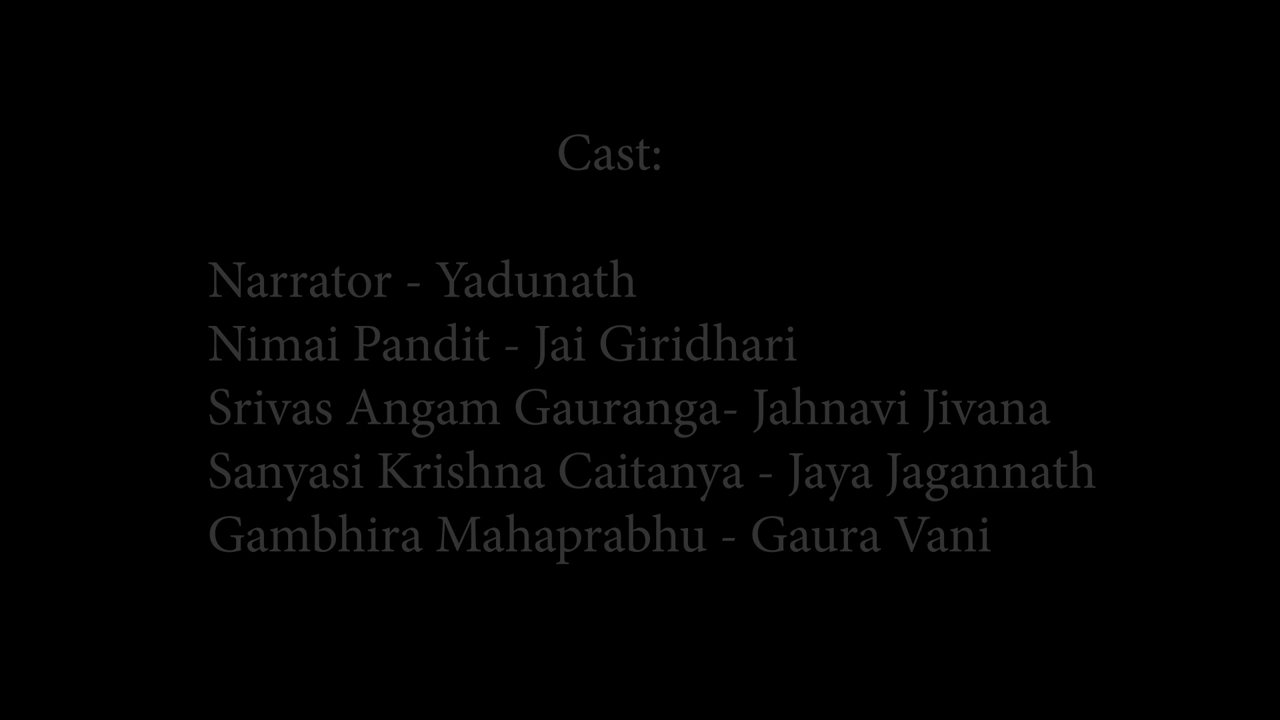 Cast:
Narrator - Yadunath
Nimai Pandit - Jai Giridhari
Srivas Angam Gauranga- Jahnavi Jivana
Sanyasi Krishna Caitanya - Jaya Jagannath
Gambhira Mahaprabhu - Gaura Vani